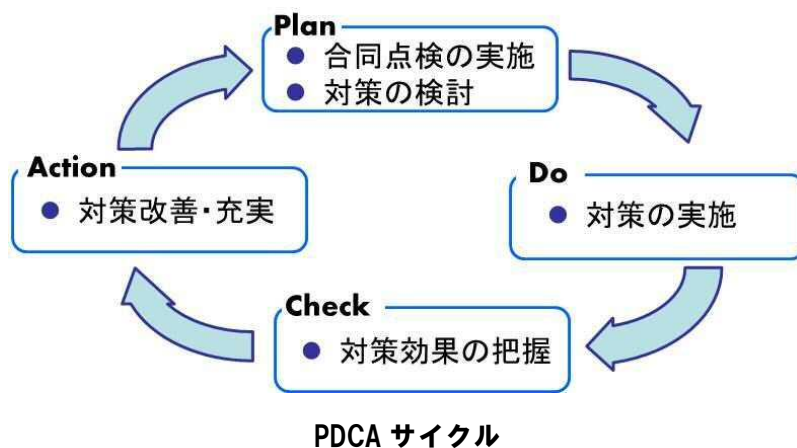 Plan
● 合同点検の実施
● 対策の検討
Action
● 対策改善・充実
Do
● 対策の実施
Check
● 対策効果の把握
PDCA サイクル